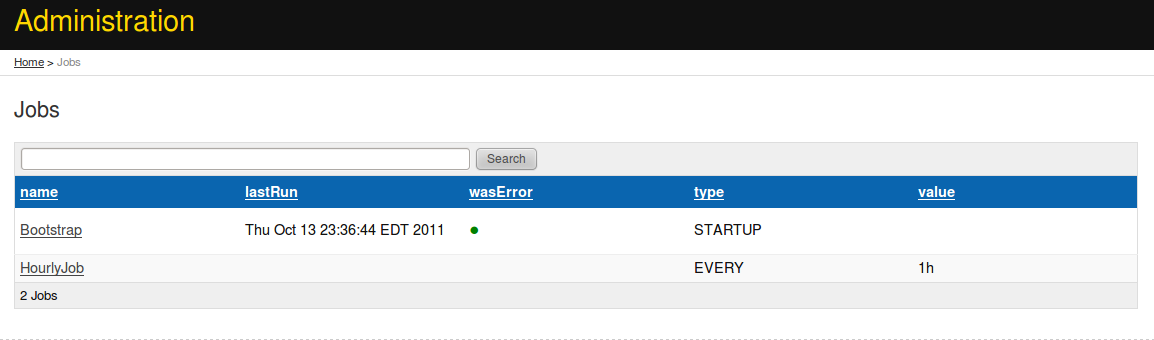 Administration
Home > Jobs
Jobs
Search
name lastRun wasError type value
Bootstrap Thu Oct 13 23:36:44 EDT 2011 STARTUP
HourlyJob EVERY 1h
2 Jobs